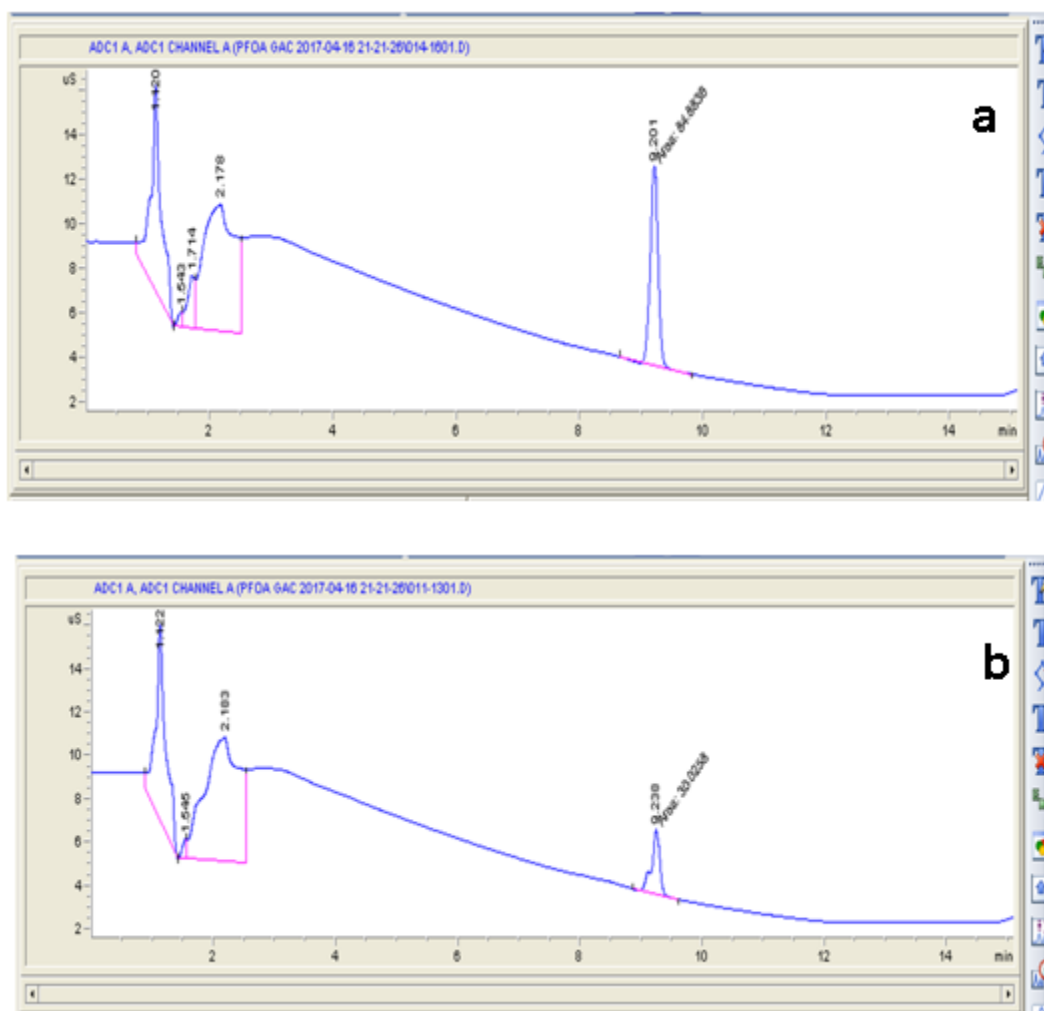 ADC1 A, ADC1 CHANNEL A (PFOA GAC 2017-04-16 21-21-26\014-1601.D)
uS
a
1.120
1.543
1.714
2.178
9.201
Area: 84.8838
14
12
10
8
6
4
2
2 4 6 8 10 12 14 min
ADC1 A, ADC1 CHANNEL A (PFOA GAC 2017-04-16 21-21-26\011-1301.D)
uS
b
1.122
1.545
2.183
9.238
Area: 30.0258
14
12
10
8
6
4
2
2 4 6 8 10 12 14 min